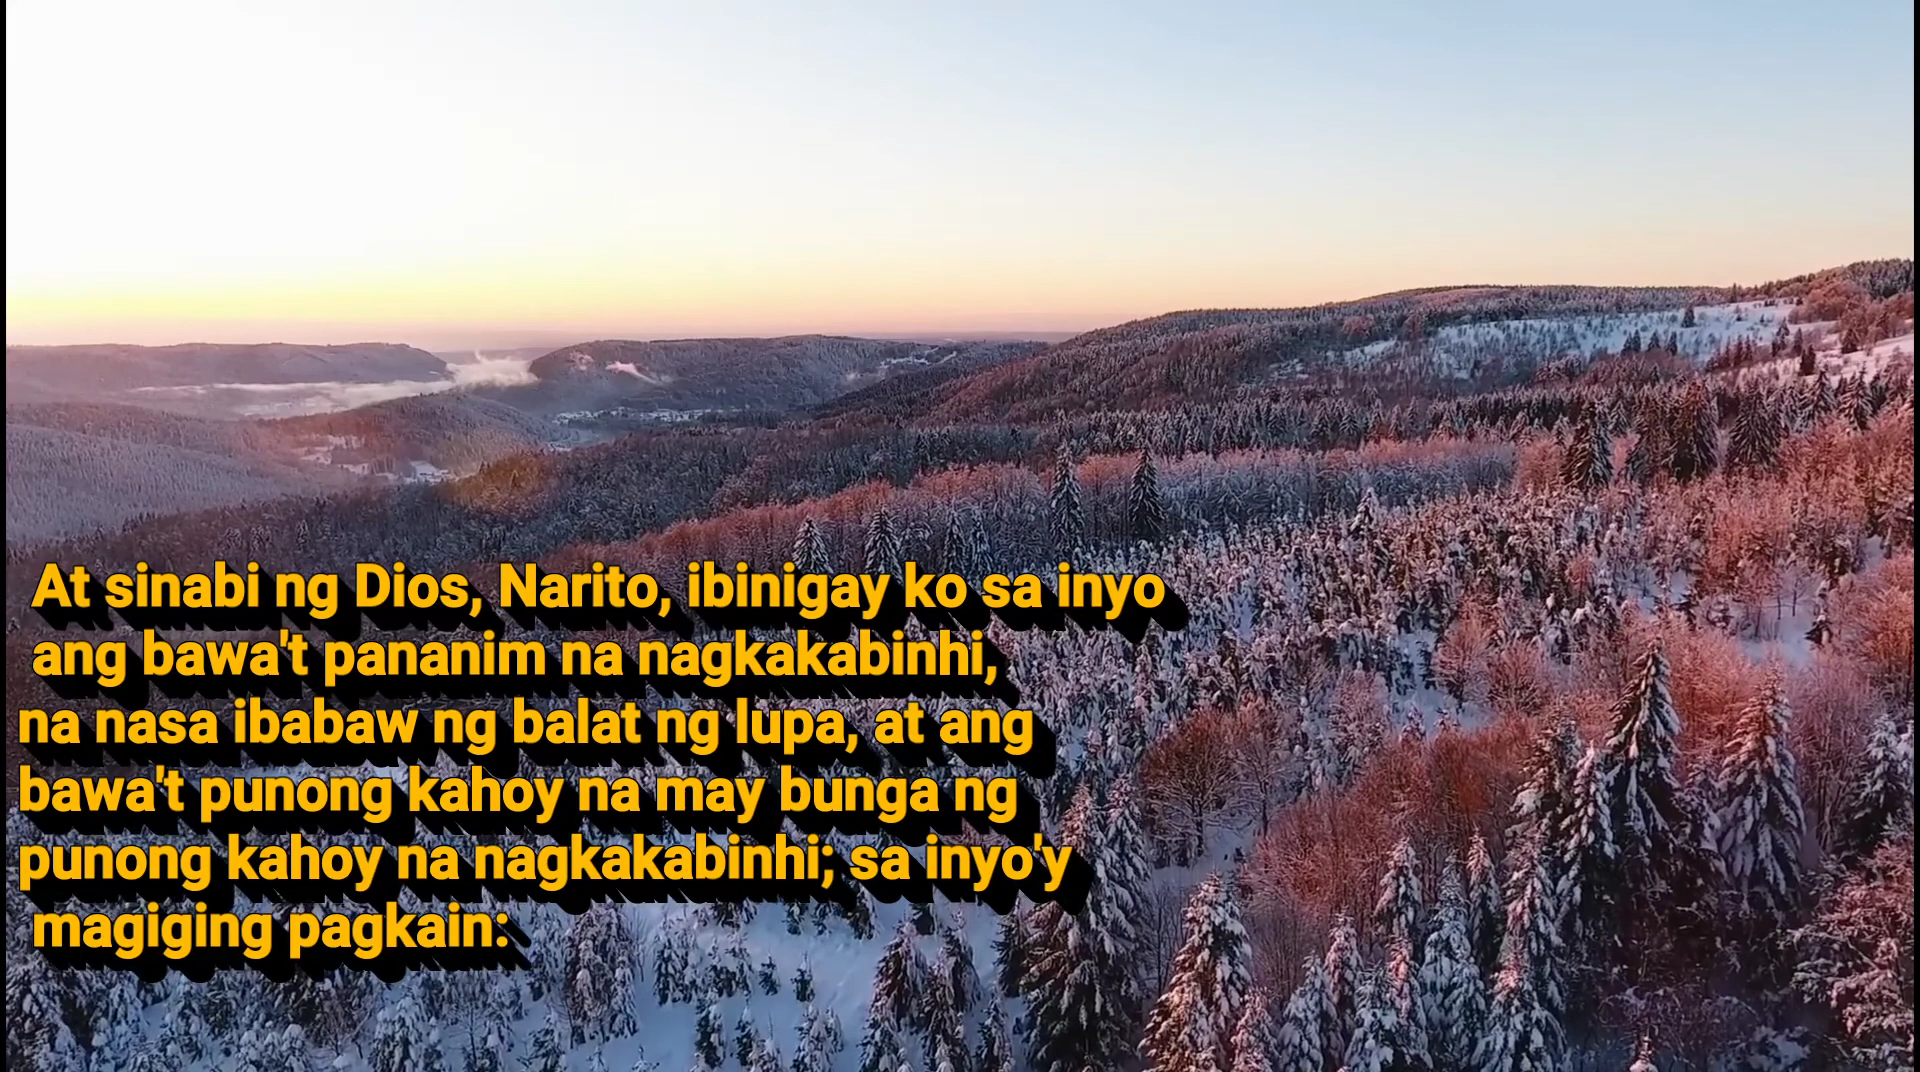 At sinabi ng Dios, Narito, ibinigay ko sa inyo
ang bawa't pananim na nagkakabinhi,
na nasa ibabaw ng balat ng lupa, at ang
bawa't punong kahoy na may bunga ng
punong kahoy na nagkakabinhi; sa inyo'y
magiging pagkain: